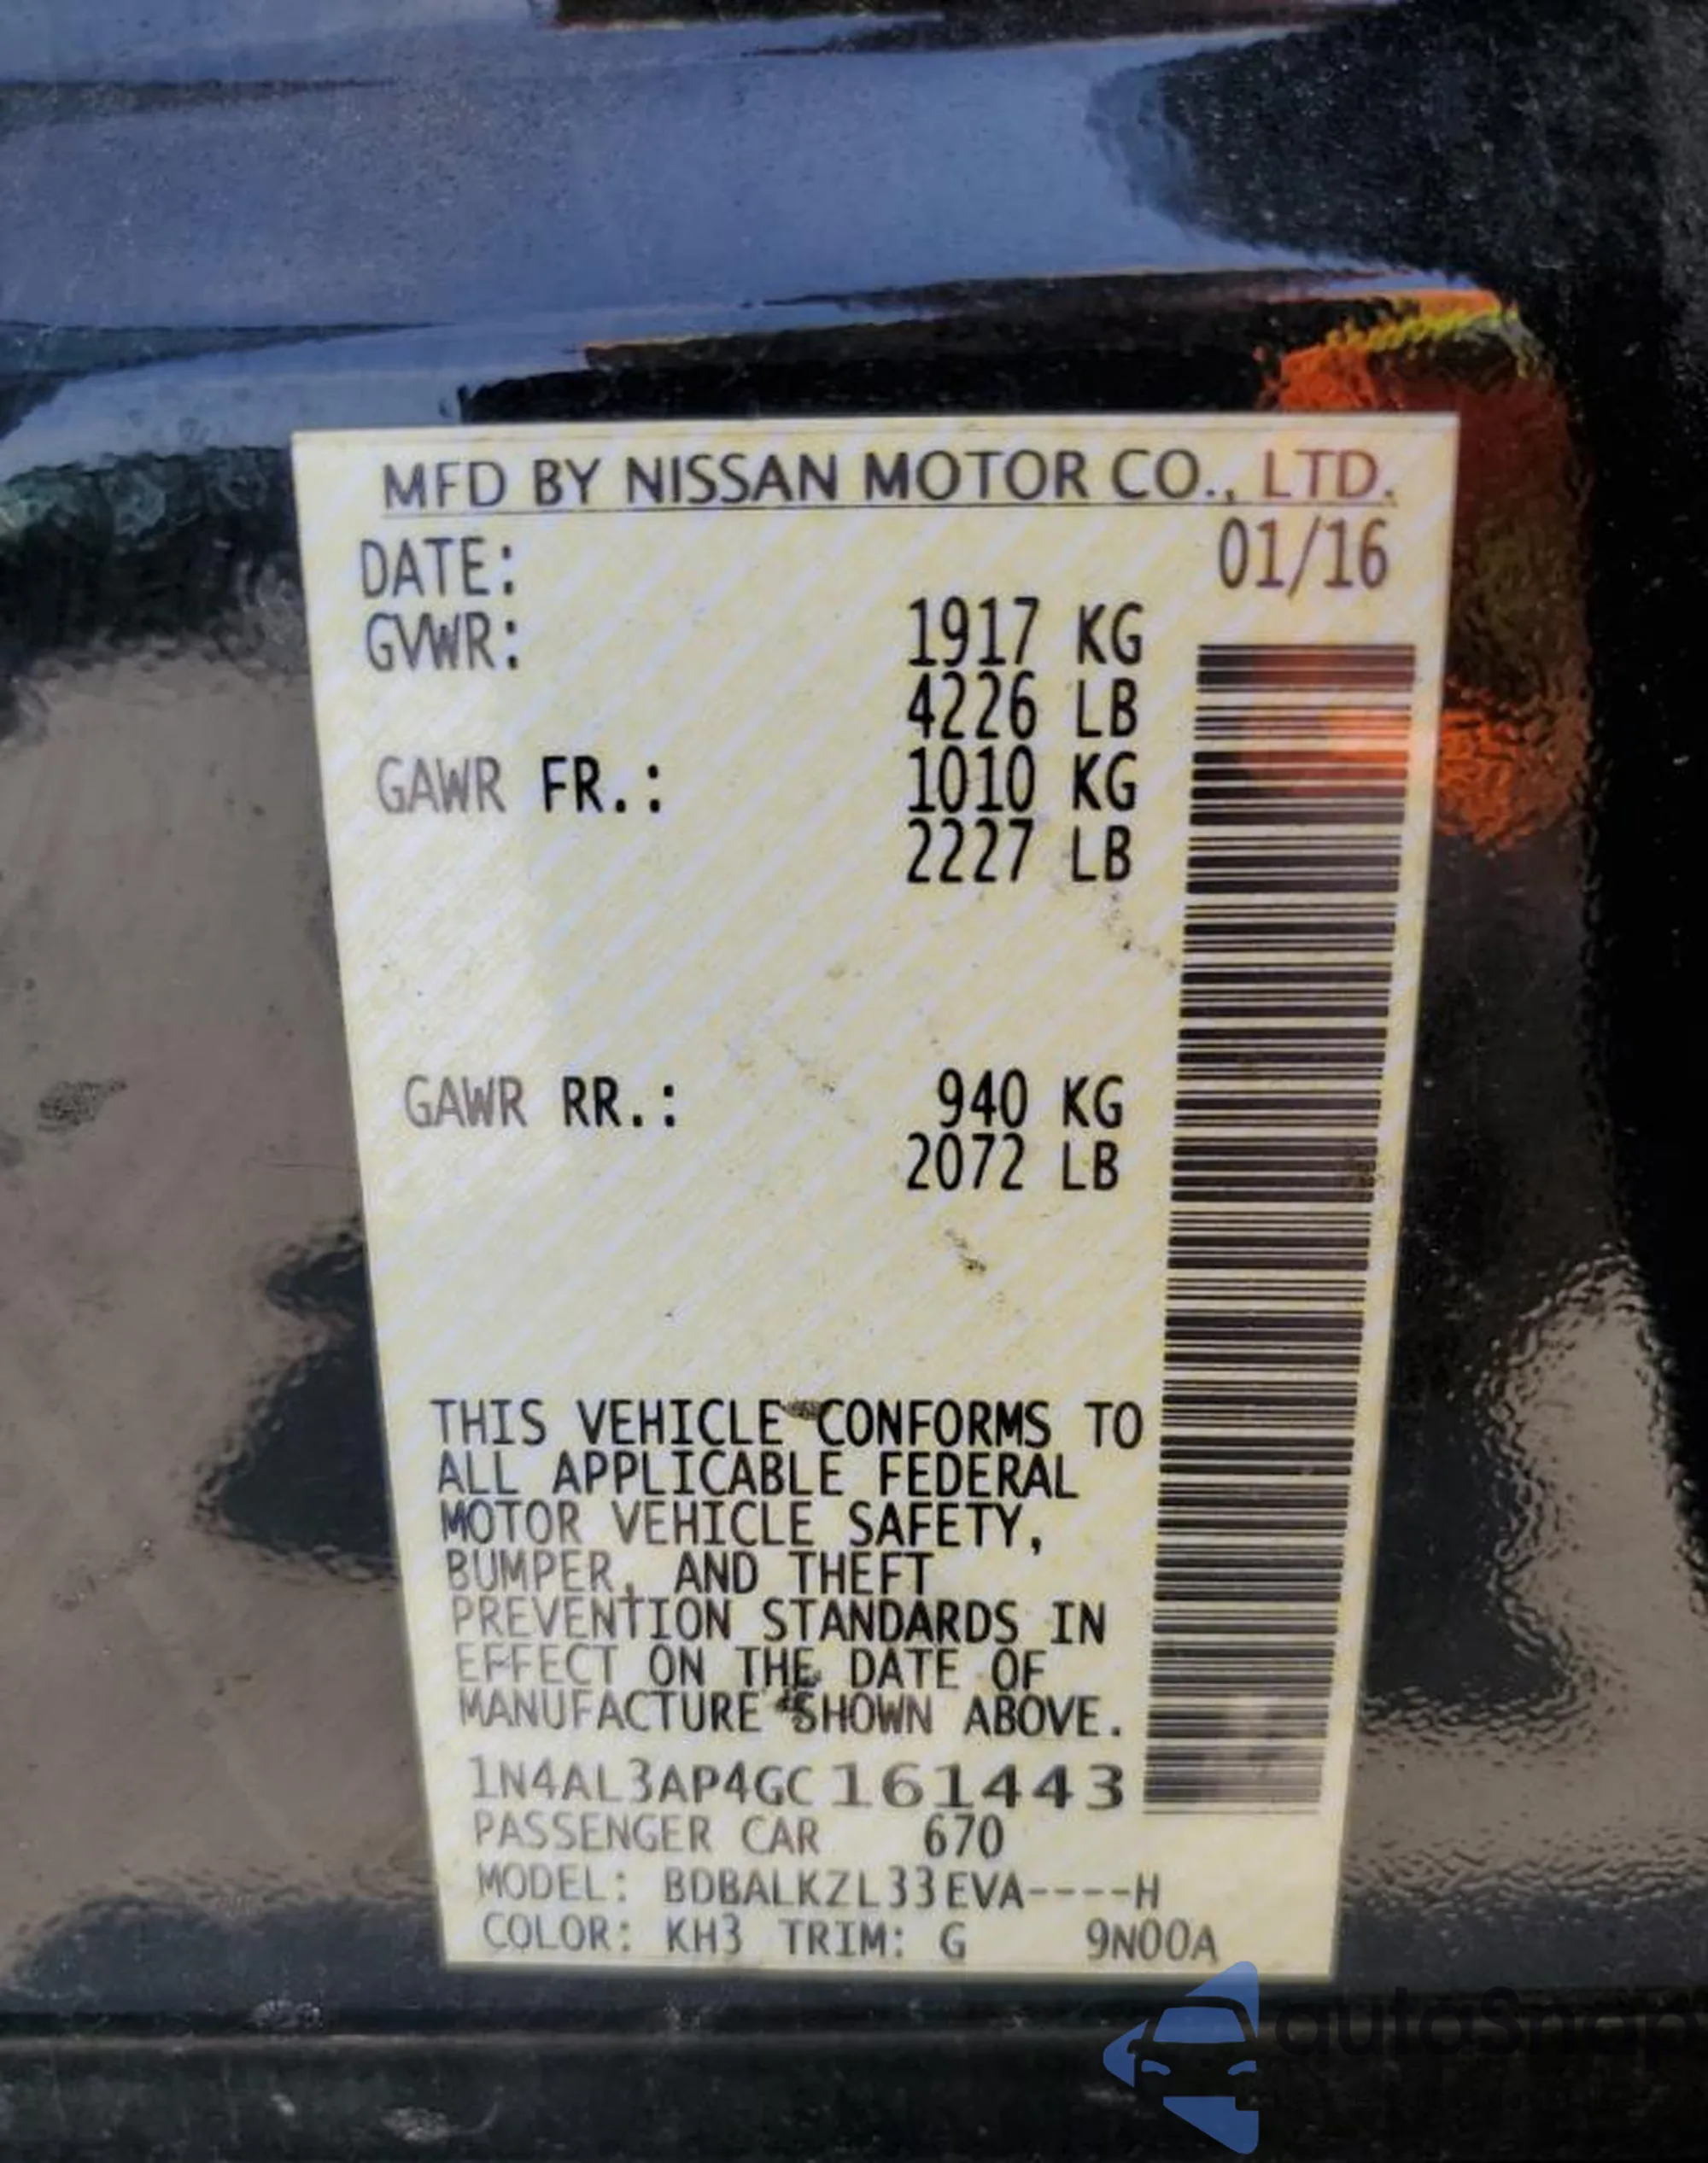 MFD BY NISSAN MOTOR CO., LTD.
DATE: 01/16
GVWR: 1917 KG
4226 LB
GAWR FR.: 1010 KG
2227 LB
GAWR RR.: 940 KG
2072 LB
THIS VEHICLE CONFORMS TO
ALL APPLICABLE FEDERAL
MOTOR VEHICLE SAFETY,
BUMPER, AND THEFT
PREVENTION STANDARDS IN
EFFECT ON THE DATE OF
MANUFACTURE SHOWN ABOVE.
1N4AL3AP4GC161443
PASSENGER CAR 670
MODEL: BDBALKZL33EVA----H
COLOR: KH3 TRIM: G 9N00A
autoSnap